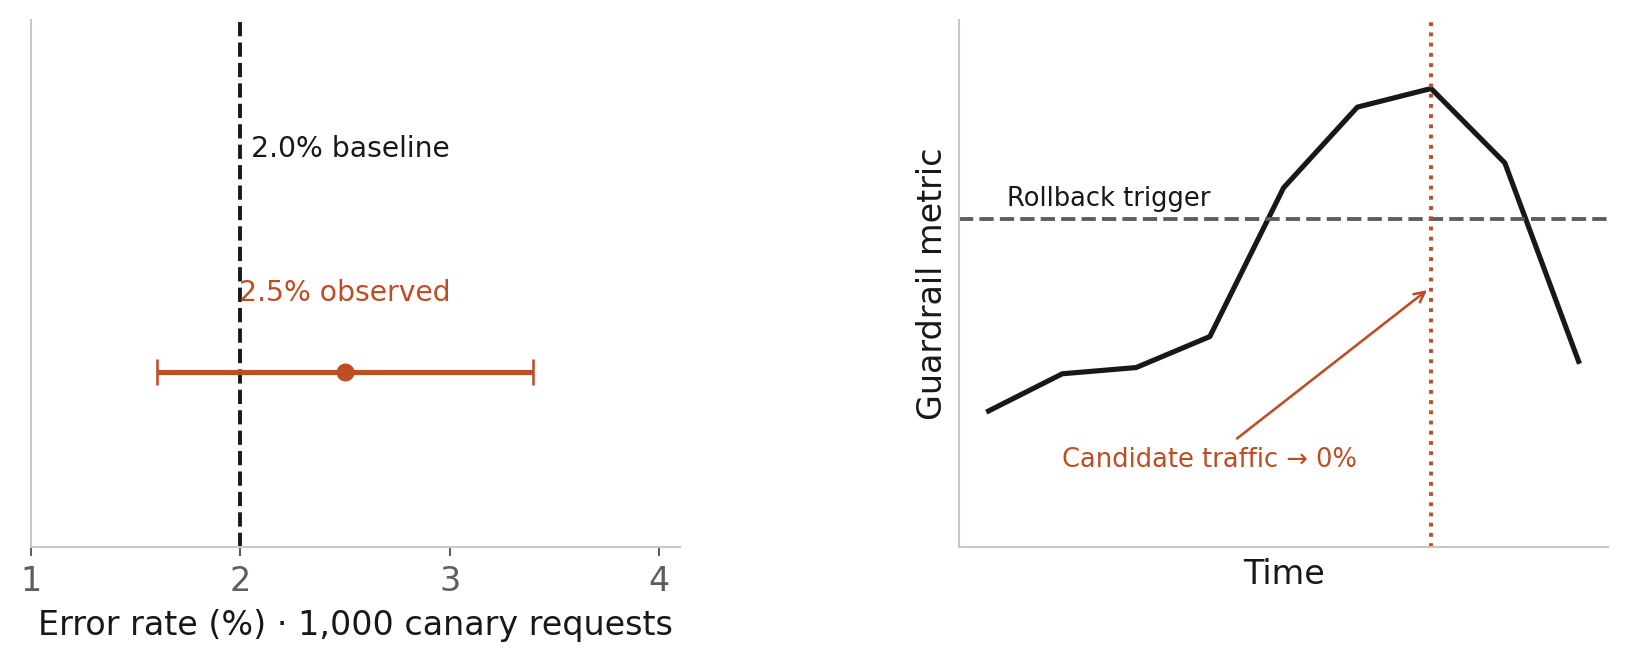 2.0% baseline
2.5% observed
1 2 3 4
Error rate (%) · 1,000 canary requests
Guardrail metric
Rollback trigger
Candidate traffic → 0%
Time